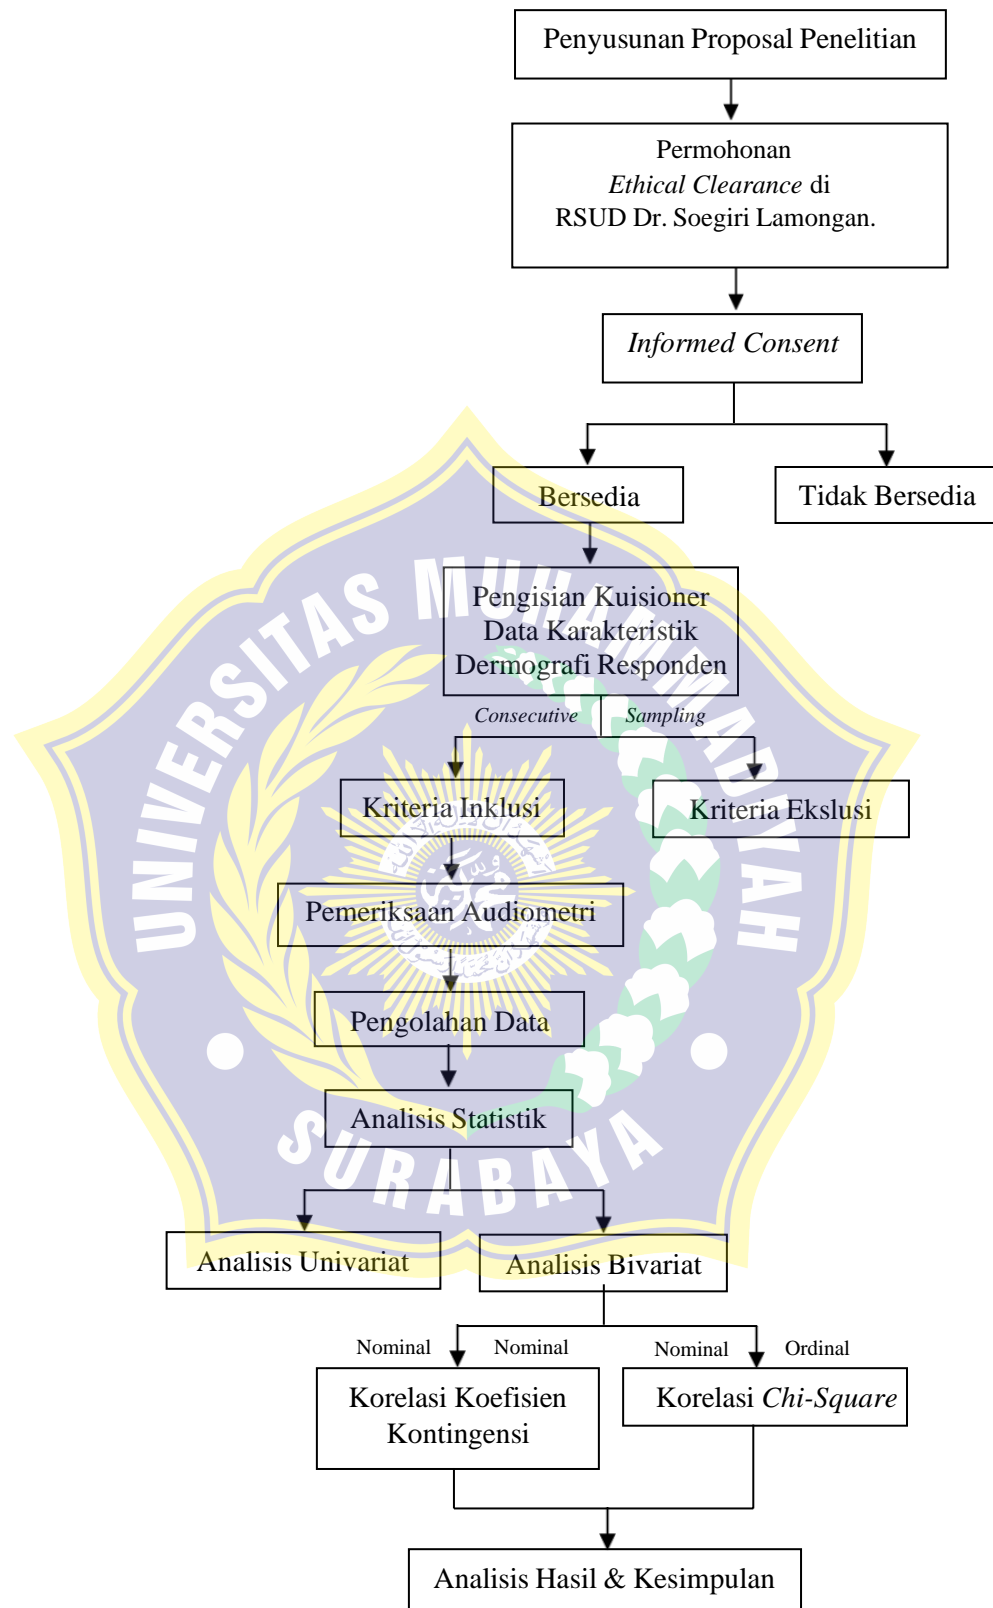 Penyusunan Proposal Penelitian
Permohonan
Ethical Clearance di
RSUD Dr. Soegiri Lamongan.
Informed Consent
Bersedia
Tidak Bersedia
Pengisian Kuisioner
Data Karakteristik
Dermografi Responden
Consecutive Sampling
Kriteria Inklusi
Kriteria Ekslusi
Pemeriksaan Audiometri
Pengolahan Data
Analisis Statistik
Analisis Univariat
Analisis Bivariat
Nominal Nominal
Nominal Ordinal
Korelasi Koefisien
Kontingensi
Korelasi Chi-Square
Analisis Hasil & Kesimpulan
UNIVERSITAS MUHAMMADIYAH
SURABAYA